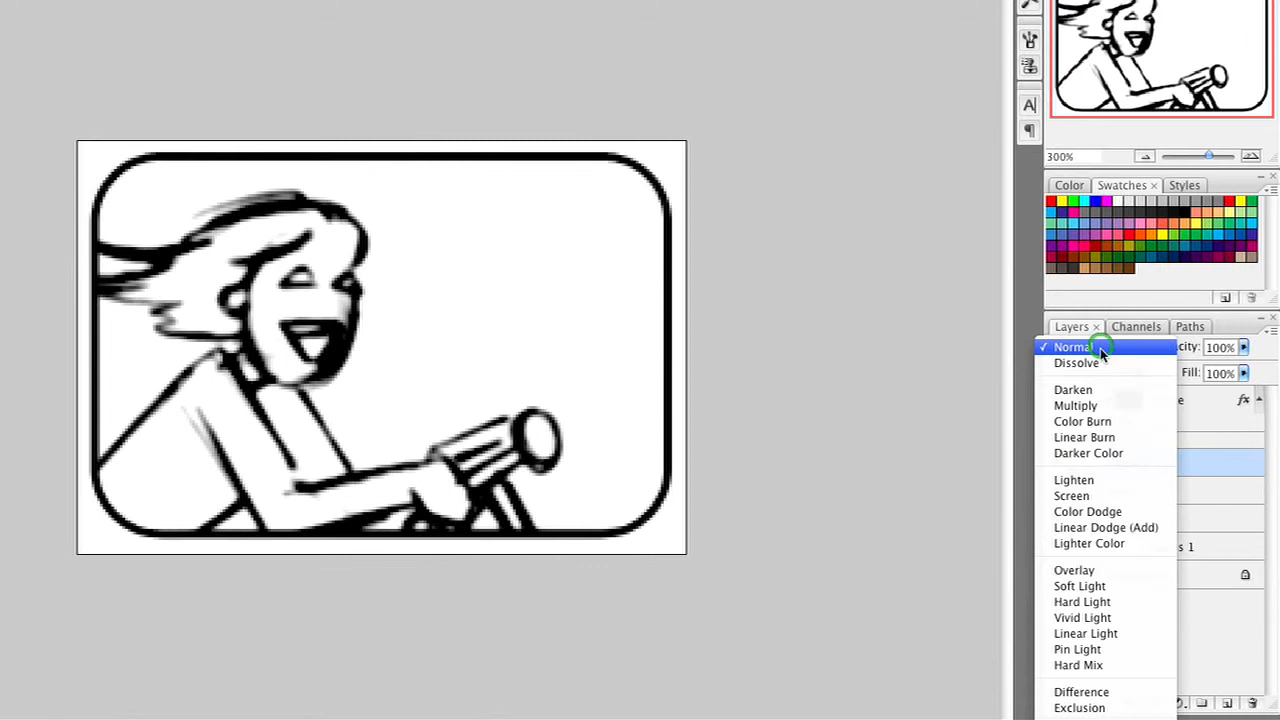 A|
¶
300%
Color Swatches × Styles
Layers × Channels Paths
✓ Normal city: 100%
Dissolve
Fill: 100%
Darken
e fx
Multiply
Color Burn
Linear Burn
Darker Color
Lighten
Screen
Color Dodge
Linear Dodge (Add)
Lighter Color
s 1
Overlay
Soft Light
Hard Light
Vivid Light
Linear Light
Pin Light
Hard Mix
Difference
Exclusion